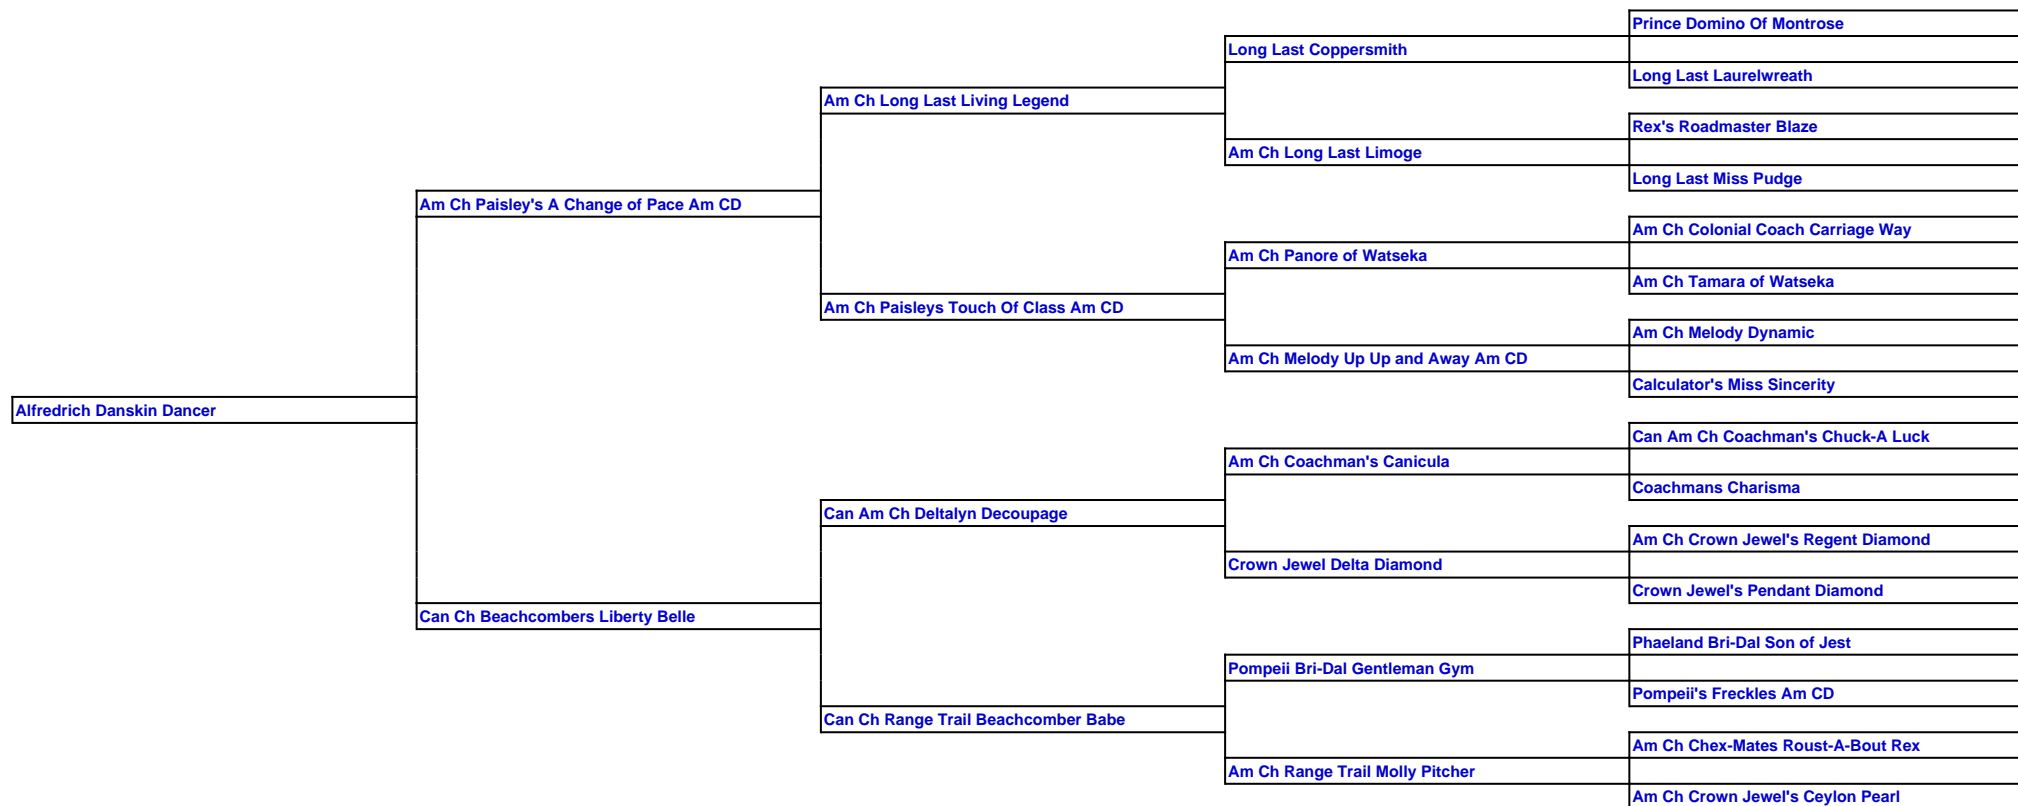 Prince Domino Of Montrose
Long Last Coppersmith
Long Last Laurelwreath
Am Ch Long Last Living Legend
Rex's Roadmaster Blaze
Am Ch Long Last Limoge
Long Last Miss Pudge
Am Ch Paisley's A Change of Pace Am CD
Am Ch Colonial Coach Carriage Way
Am Ch Panore of Watseka
Am Ch Tamara of Watseka
Am Ch Paisleys Touch Of Class Am CD
Am Ch Melody Dynamic
Am Ch Melody Up Up and Away Am CD
Calculator's Miss Sincerity
Alfredrich Danskin Dancer
Can Am Ch Coachman's Chuck-A Luck
Am Ch Coachman's Canicula
Coachmans Charisma
Can Am Ch Deltalyn Decoupage
Am Ch Crown Jewel's Regent Diamond
Crown Jewel Delta Diamond
Crown Jewel's Pendant Diamond
Can Ch Beachcombers Liberty Belle
Phaeland Bri-Dal Son of Jest
Pompeii Bri-Dal Gentleman Gym
Pompeii's Freckles Am CD
Can Ch Range Trail Beachcomber Babe
Am Ch Chex-Mates Roust-A-Bout Rex
Am Ch Range Trail Molly Pitcher
Am Ch Crown Jewel's Ceylon Pearl